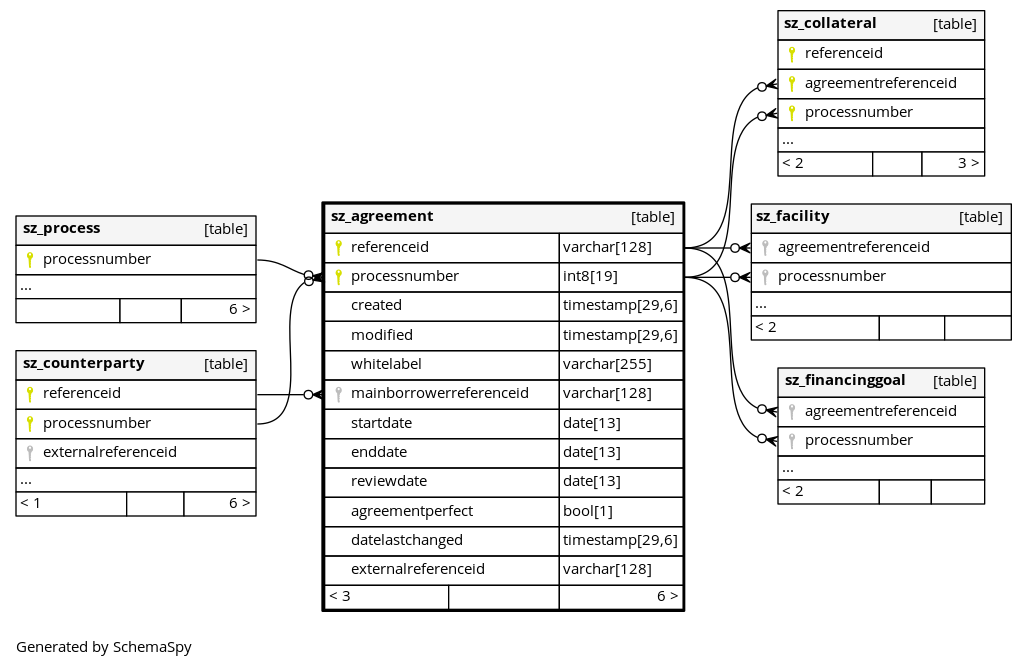 sz_collateral [table]
referenceid
agreementreferenceid
processnumber
...
< 2 3 >
sz_process [table]
processnumber
...
6 >
sz_counterparty [table]
referenceid
processnumber
externalreferenceid
...
< 1 6 >
sz_agreement [table]
referenceid varchar[128]
processnumber int8[19]
created timestamp[29,6]
modified timestamp[29,6]
whitelabel varchar[255]
mainborrowerreferenceid varchar[128]
startdate date[13]
enddate date[13]
reviewdate date[13]
agreementperfect bool[1]
datelastchanged timestamp[29,6]
externalreferenceid varchar[128]
< 3 6 >
sz_facility [table]
agreementreferenceid
processnumber
...
< 2
sz_financinggoal [table]
agreementreferenceid
processnumber
...
< 2
Generated by SchemaSpy